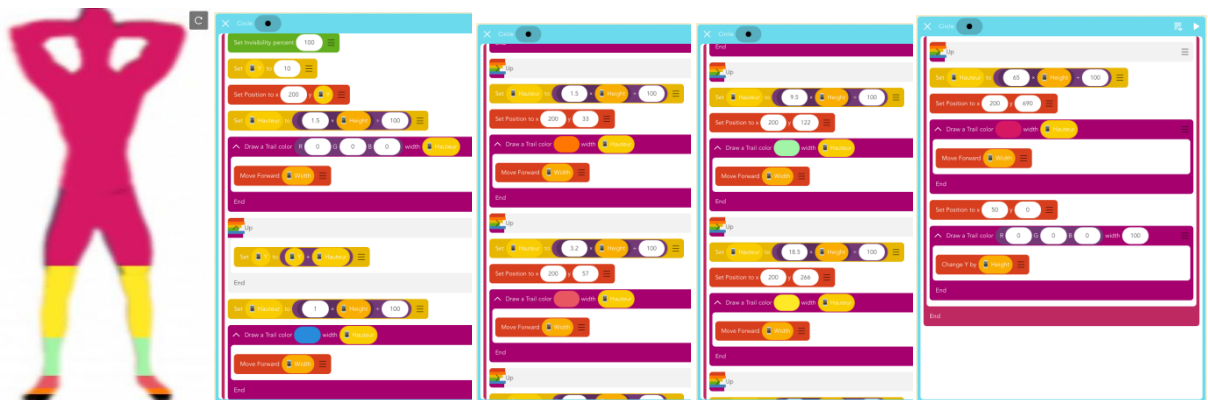 Circle
Set Invisibility percent 100
Set Y to 10
Set Position to x 200 y Y
Set Hauteur to 1.5 × Height ÷ 100
Draw a Trail color R 0 G 0 B 0 width Hauteur
Move Forward Width
End
Up
Set Y to Y + Hauteur
End
Set Hauteur to 1 × Height ÷ 100
Draw a Trail color width Hauteur
Move Forward Width
End
Circle
End
Up
Set Hauteur to 1.5 × Height ÷ 100
Set Position to x 200 y 33
Draw a Trail color width Hauteur
Move Forward Width
End
Up
Set Hauteur to 3.2 × Height ÷ 100
Set Position to x 200 y 57
Draw a Trail color width Hauteur
Move Forward Width
End
Up
Circle
End
Up
Set Hauteur to 9.5 × Height ÷ 100
Set Position to x 200 y 122
Draw a Trail color width Hauteur
Move Forward Width
End
Up
Set Hauteur to 18.5 × Height ÷ 100
Set Position to x 200 y 266
Draw a Trail color width Hauteur
Move Forward Width
End
Up
Circle
Up
Set Hauteur to 65 × Height ÷ 100
Set Position to x 200 y 690
Draw a Trail color width Hauteur
Move Forward Width
End
Set Position to x 50 y 0
Draw a Trail color R 0 G 0 B 0 width 100
Change Y by Height
End
End